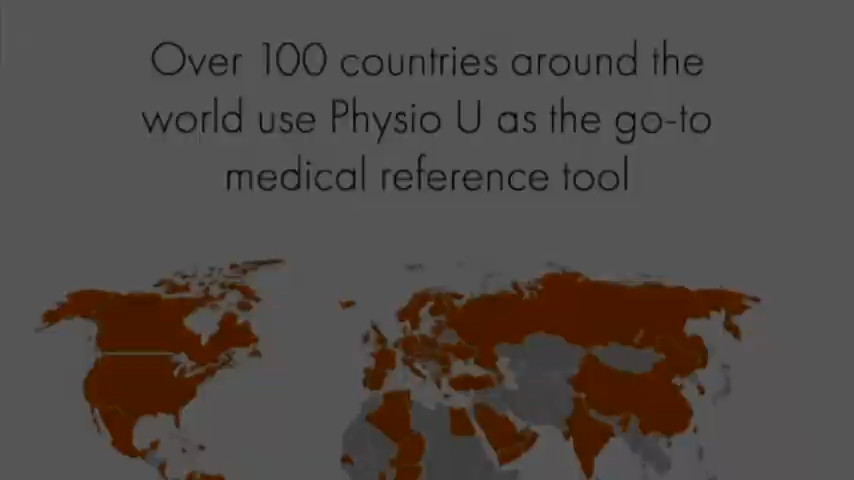 Over 100 countries around the
world use Physio U as the go-to
medical reference tool